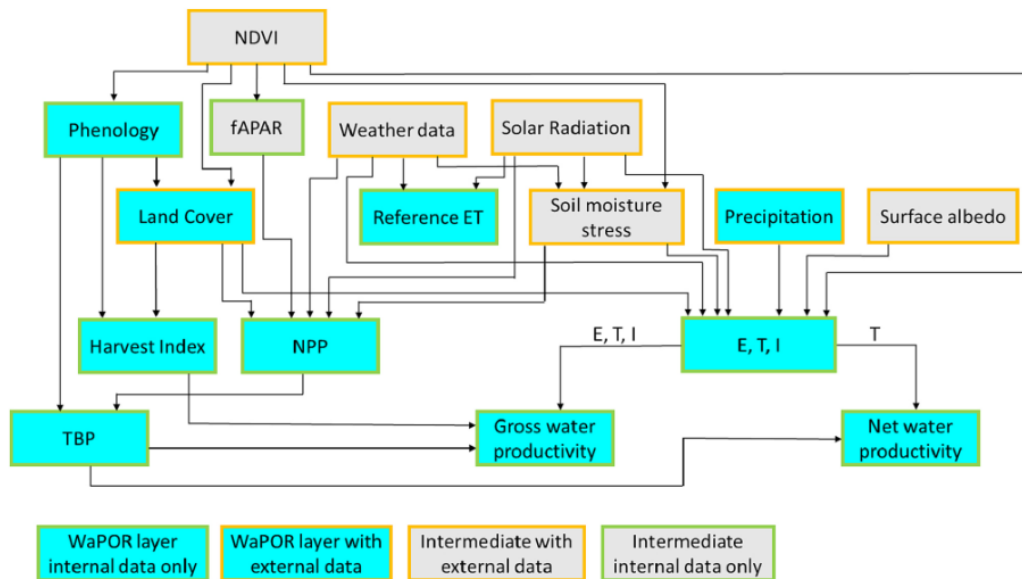 NDVI
Phenology
fAPAR
Weather data
Solar Radiation
Land Cover
Reference ET
Soil moisture
stress
Precipitation
Surface albedo
Harvest Index
NPP
E, T, I
E, T, I
T
TBP
Gross water
productivity
Net water
productivity
WaPOR layer
internal data only
WaPOR layer with
external data
Intermediate with
external data
Intermediate
internal data only